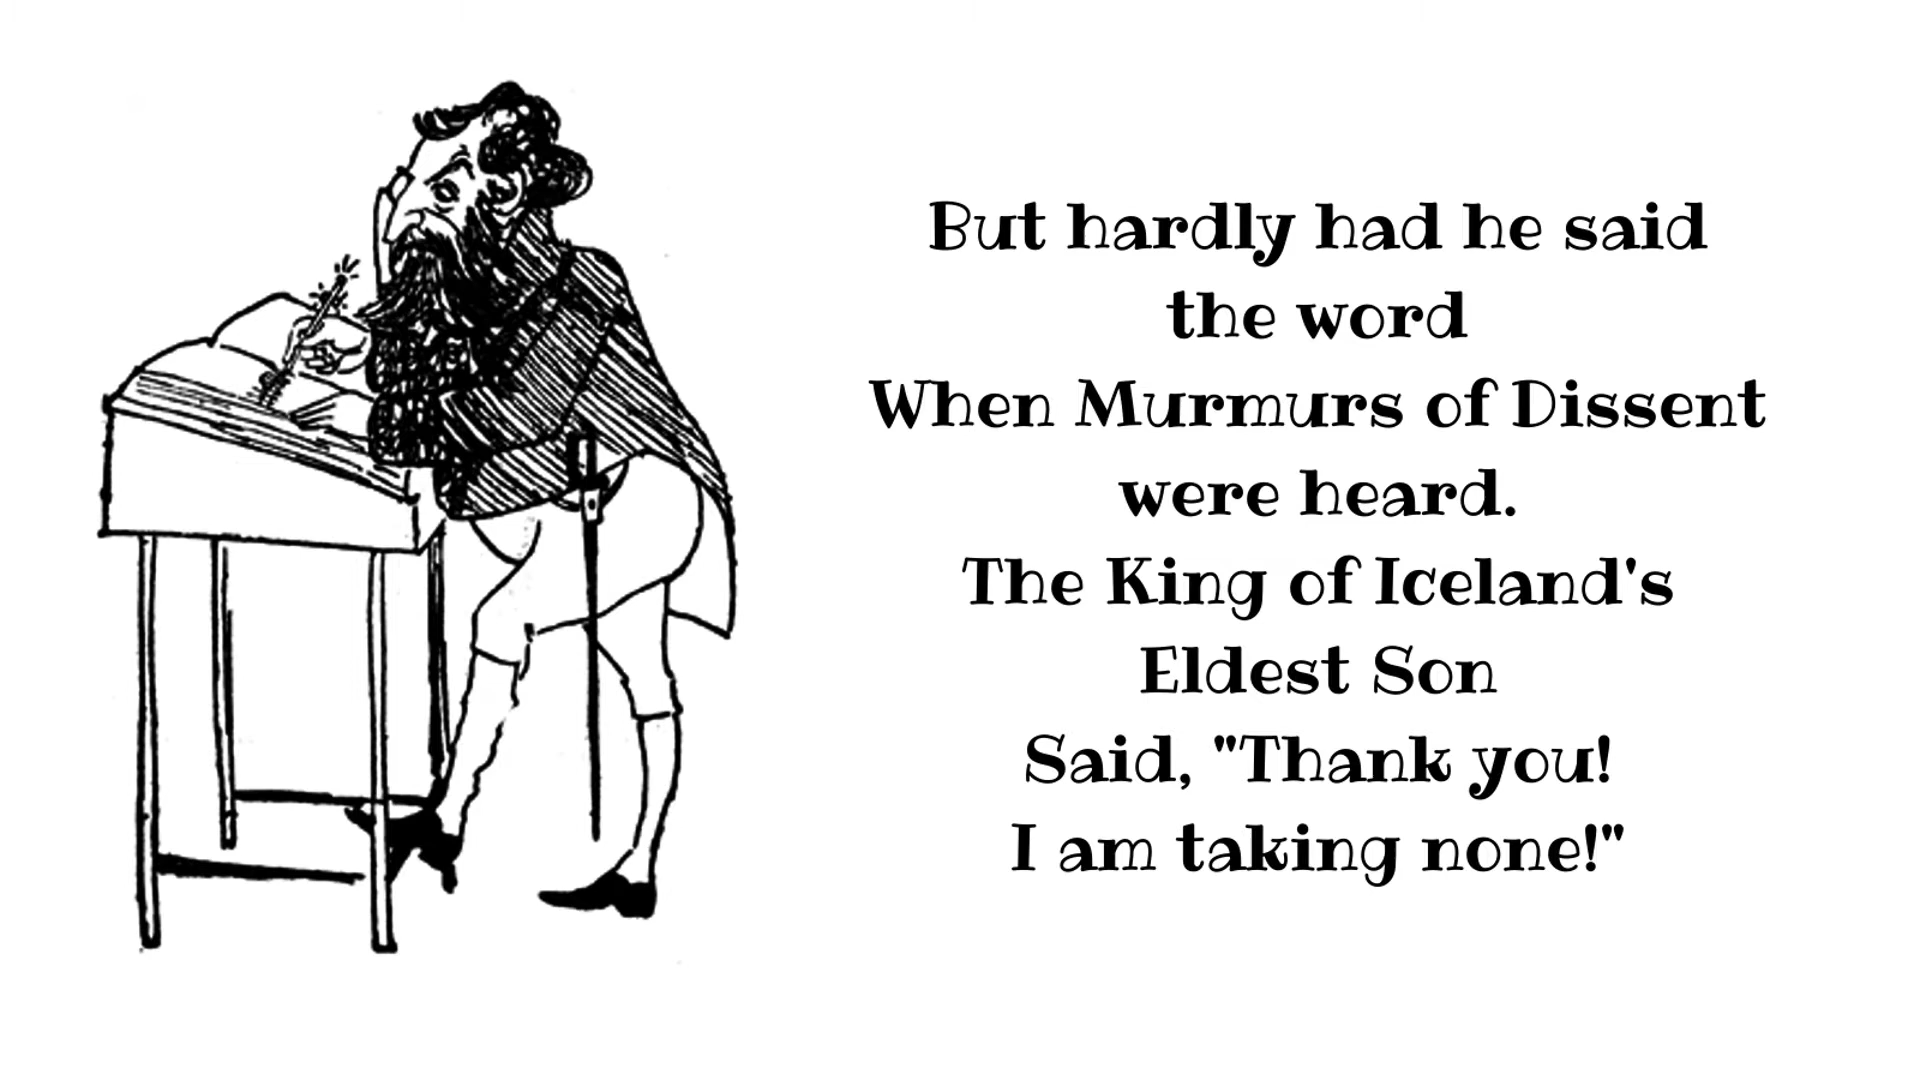 But hardly had he said
the word
When Murmurs of Dissent
were heard.
The King of Iceland's
Eldest Son
Said, "Thank you!
I am taking none!"